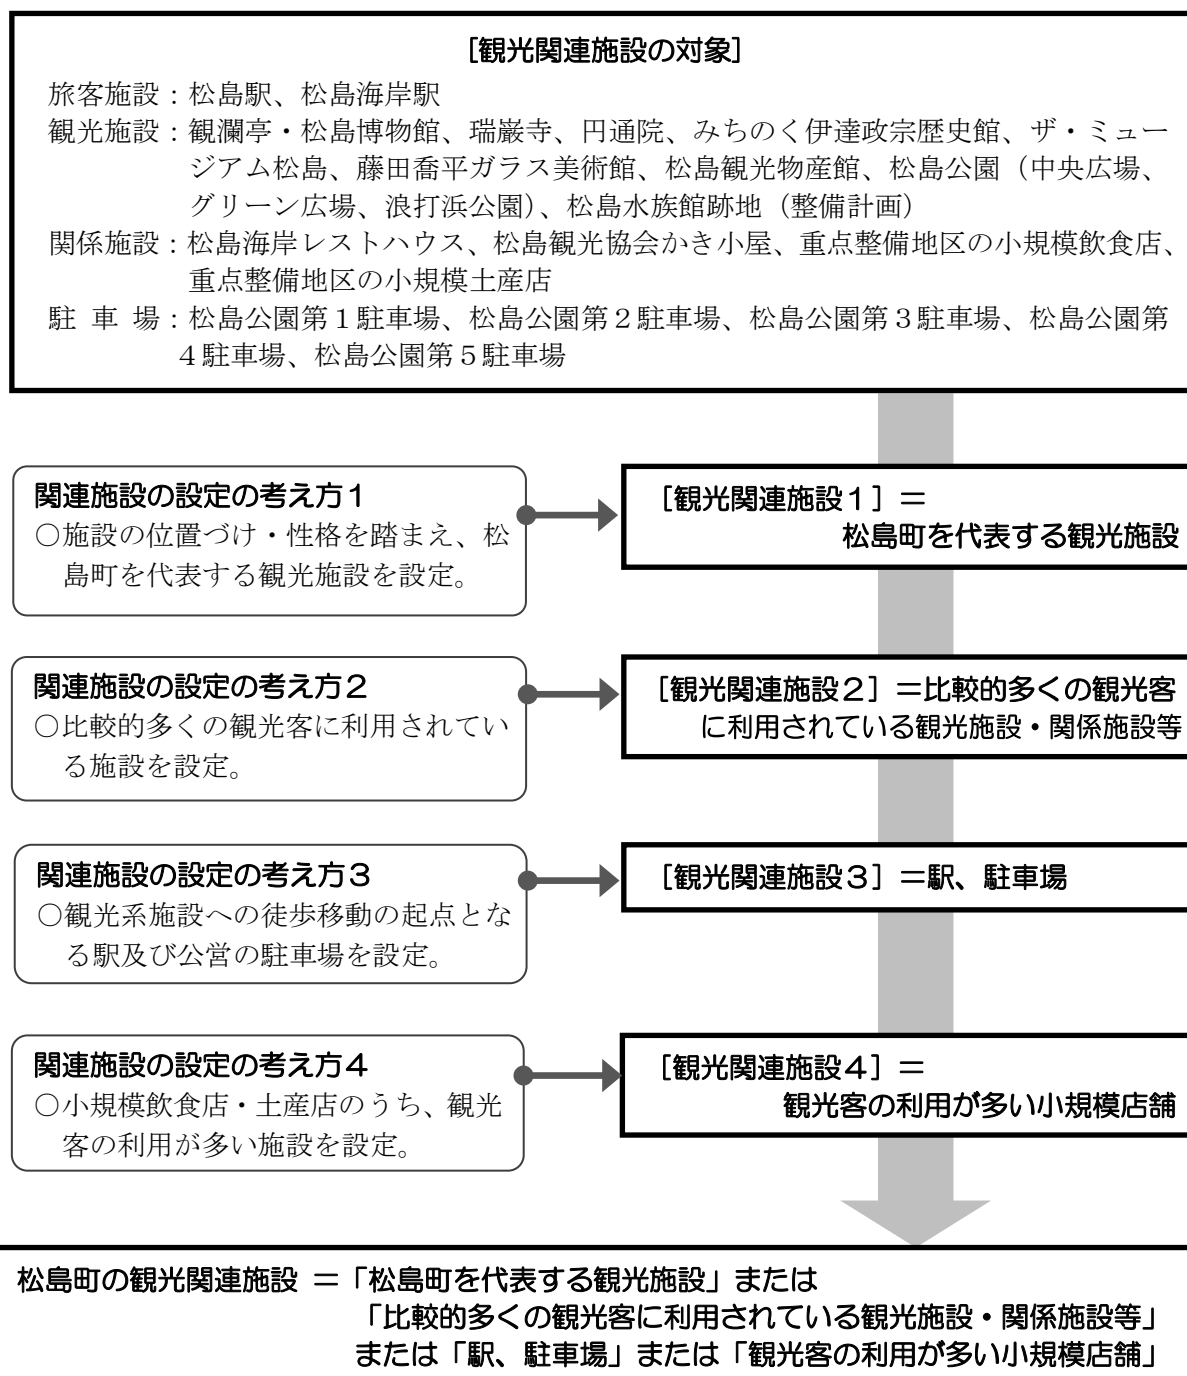 [観光関連施設の対象]
旅客施設：松島駅、松島海岸駅
観光施設：観瀾亭・松島博物館、瑞巌寺、円通院、みちのく伊達政宗歴史館、ザ・ミュー
ジアム松島、藤田喬平ガラス美術館、松島観光物産館、松島公園（中央広場、
グリーン広場、浪打浜公園）、松島水族館跡地（整備計画）
関係施設：松島海岸レストハウス、松島観光協会かき小屋、重点整備地区の小規模飲食店、
重点整備地区の小規模土産店
駐 車 場：松島公園第１駐車場、松島公園第２駐車場、松島公園第３駐車場、松島公園第
４駐車場、松島公園第５駐車場
関連施設の設定の考え方１
○施設の位置づけ・性格を踏まえ、松
島町を代表する観光施設を設定。
[観光関連施設１] ＝
松島町を代表する観光施設
関連施設の設定の考え方２
○比較的多くの観光客に利用されてい
る施設を設定。
[観光関連施設２] ＝比較的多くの観光客
に利用されている観光施設・関係施設等
関連施設の設定の考え方３
○観光系施設への徒歩移動の起点とな
る駅及び公営の駐車場を設定。
[観光関連施設３] ＝駅、駐車場
関連施設の設定の考え方４
○小規模飲食店・土産店のうち、観光
客の利用が多い施設を設定。
[観光関連施設４] ＝
観光客の利用が多い小規模店舗
松島町の観光関連施設 ＝「松島町を代表する観光施設」または
「比較的多くの観光客に利用されている観光施設・関係施設等」
または「駅、駐車場」または「観光客の利用が多い小規模店舗」